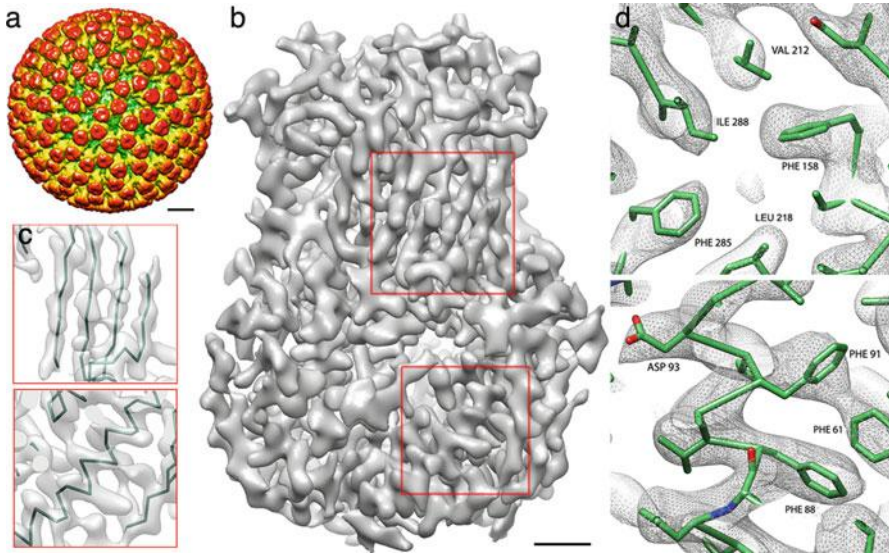 a
b
c
d
VAL 212
ILE 288
PHE 158
LEU 218
PHE 285
ASP 93
PHE 91
PHE 61
PHE 88